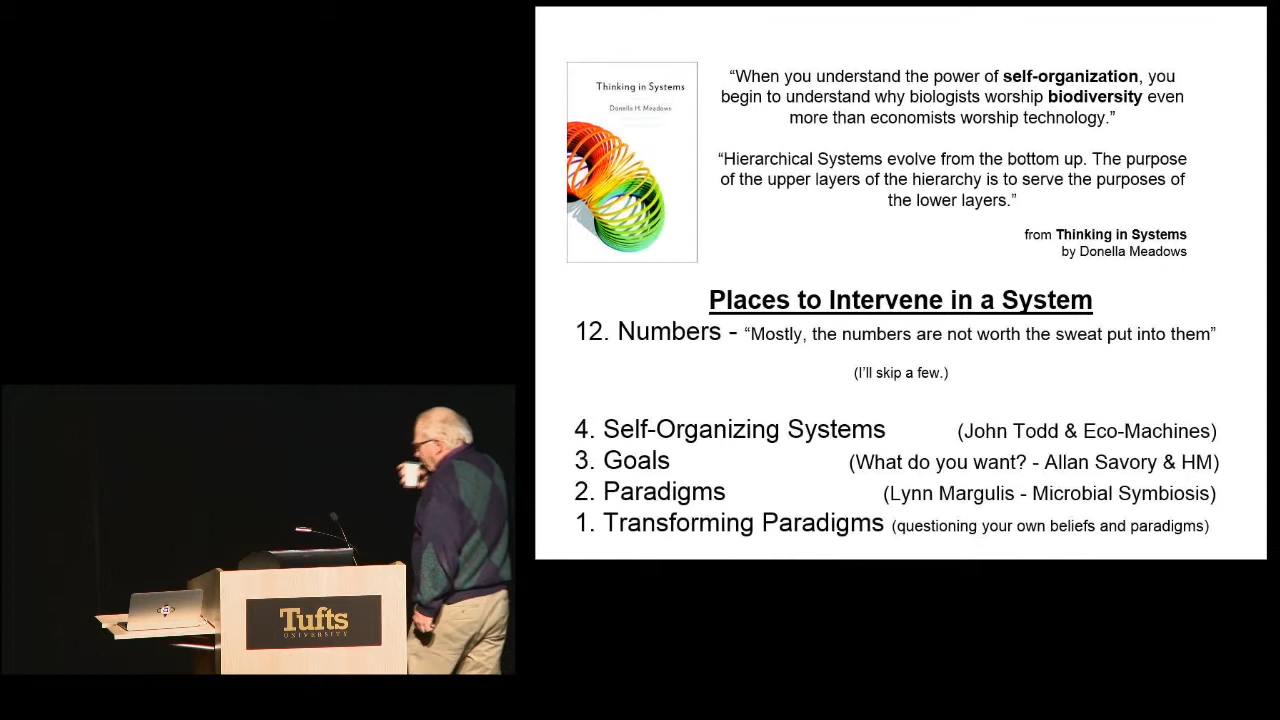 Thinking in Systems
Donella H. Meadows
“When you understand the power of self-organization, you
begin to understand why biologists worship biodiversity even
more than economists worship technology.”
“Hierarchical Systems evolve from the bottom up. The purpose
of the upper layers of the hierarchy is to serve the purposes of
the lower layers.”
from Thinking in Systems
by Donella Meadows
Places to Intervene in a System
12. Numbers - “Mostly, the numbers are not worth the sweat put into them”
(I’ll skip a few.)
4. Self-Organizing Systems (John Todd & Eco-Machines)
3. Goals (What do you want? - Allan Savory & HM)
2. Paradigms (Lynn Margulis - Microbial Symbiosis)
1. Transforming Paradigms (questioning your own beliefs and paradigms)
Tufts
UNIVERSITY